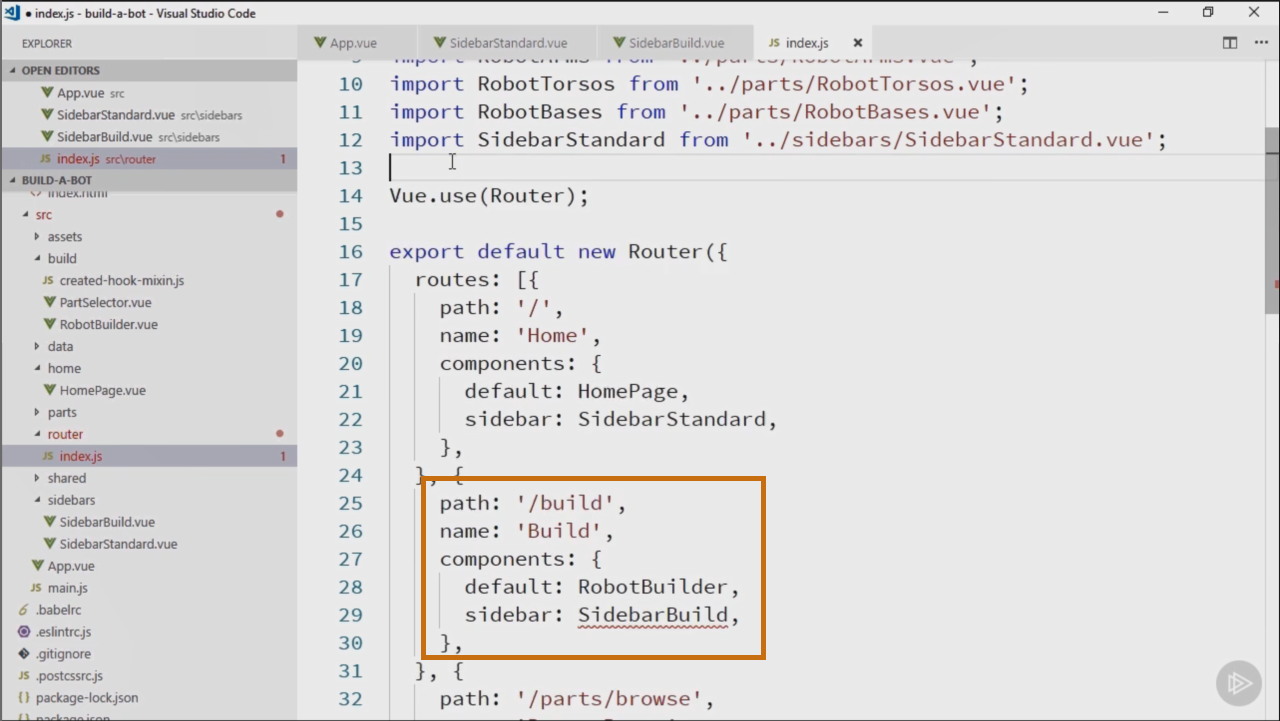 index.js - build-a-bot - Visual Studio Code
EXPLORER
App.vue
SidebarStandard.vue
SidebarBuild.vue
JS index.js
OPEN EDITORS
App.vue src
SidebarStandard.vue src\sidebars
SidebarBuild.vue src\sidebars
JS index.js src\router 1
BUILD-A-BOT
index.html
src
assets
build
JS created-hook-mixin.js
PartSelector.vue
RobotBuilder.vue
data
home
HomePage.vue
parts
router
JS index.js 1
shared
sidebars
SidebarBuild.vue
SidebarStandard.vue
App.vue
JS main.js
.babelrc
.eslintrc.js
.gitignore
JS .postcssrc.js
{ } package-lock.json
{ } package.json
9 import RobotArms from '../parts/RobotArms.vue';
10 import RobotTorsos from '../parts/RobotTorsos.vue';
11 import RobotBases from '../parts/RobotBases.vue';
12 import SidebarStandard from '../sidebars/SidebarStandard.vue';
13
14 Vue.use(Router);
15
16 export default new Router({
17 routes: [{
18 path: '/',
19 name: 'Home',
20 components: {
21 default: HomePage,
22 sidebar: SidebarStandard,
23 },
24 }, {
25 path: '/build',
26 name: 'Build',
27 components: {
28 default: RobotBuilder,
29 sidebar: SidebarBuild,
30 },
31 }, {
32 path: '/parts/browse',